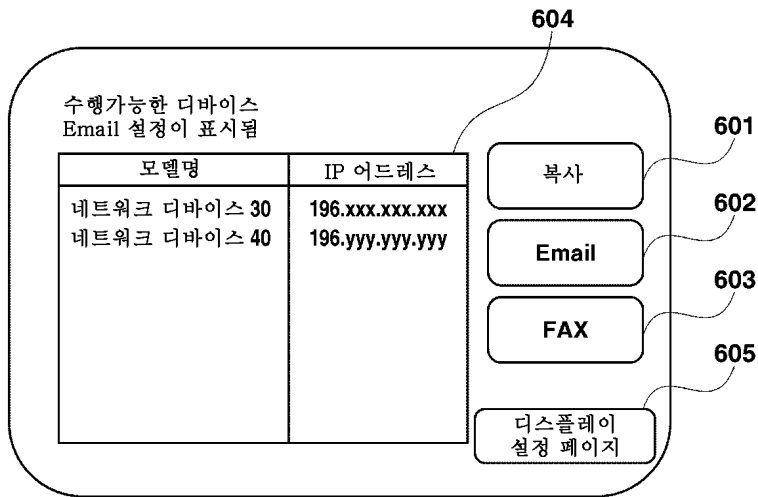 604
수행가능한 디바이스
Email 설정이 표시됨
모델명 IP 어드레스
네트워크 디바이스 30 196.xxx.xxx.xxx
네트워크 디바이스 40 196.yyy.yyy.yyy
복사
601
Email
602
FAX
603
디스플레이
설정 페이지
605